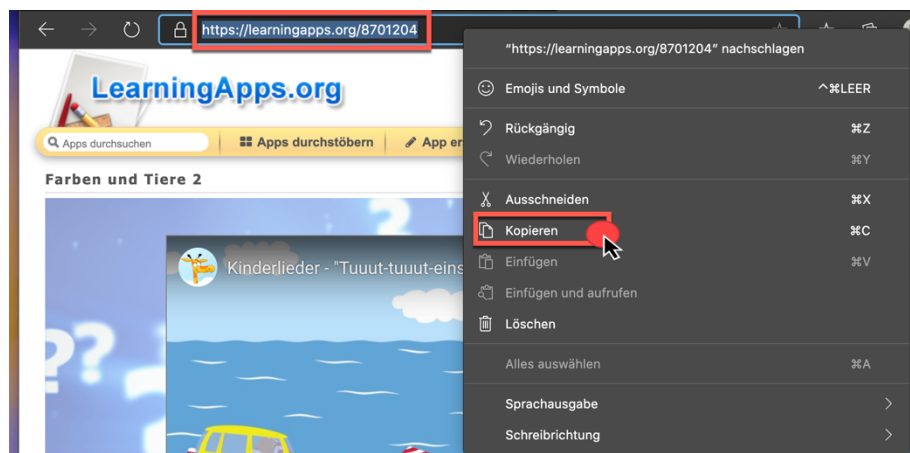 https://learningapps.org/8701204
"https://learningapps.org/8701204" nachschlagen
LearningApps.org
Emojis und Symbole ^⌘LEER
Apps durchsuchen
Apps durchstöbern
App er
Rückgängig ⌘Z
Wiederholen ⌘Y
Farben und Tiere 2
Ausschneiden ⌘X
Kopieren ⌘C
Einfügen ⌘V
Kinderlieder - "Tuuut-tuuut-eins
Einfügen und aufrufen
Löschen
??
Alles auswählen ⌘A
Sprachausgabe
Schreibrichtung